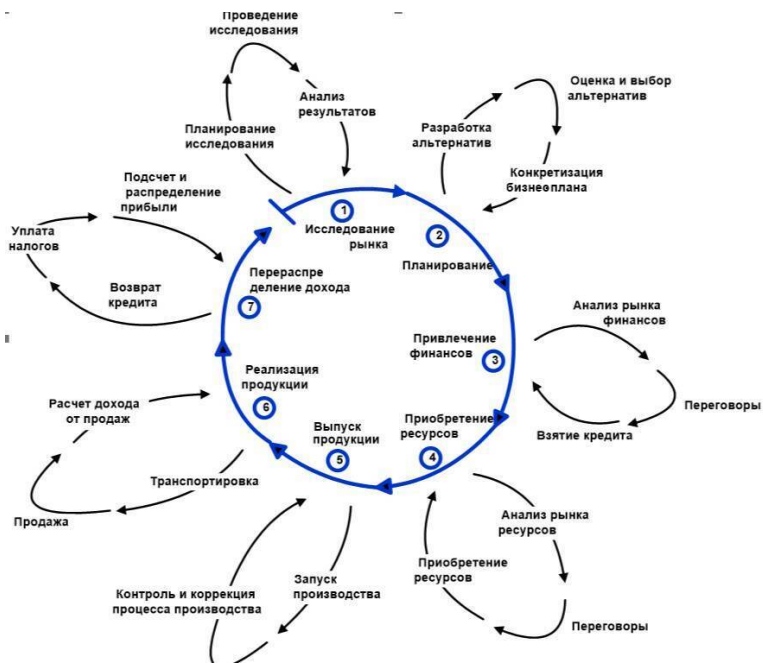 Проведение
исследования
Анализ
результатов
Планирование
исследования
Оценка и выбор
альтернатив
Разработка
альтернатив
Конкретизация
бизнеоплана
Подсчет и
распределение
прибыли
Уплата
налогов
Возврат
кредита
1
Исследование
рынка
2
Планирование
Перераспре
деление дохода
7
Привлечение
финансов
3
Анализ рынка
финансов
Переговоры
Взятие кредита
Реализация
продукции
6
Выпуск
продукции
5
Приобретение
ресурсов
4
Расчет дохода
от продаж
Транспортировка
Продажа
Анализ рынка
ресурсов
Приобретение
ресурсов
Переговоры
Запуск
производства
Контроль и коррекция
процесса производства